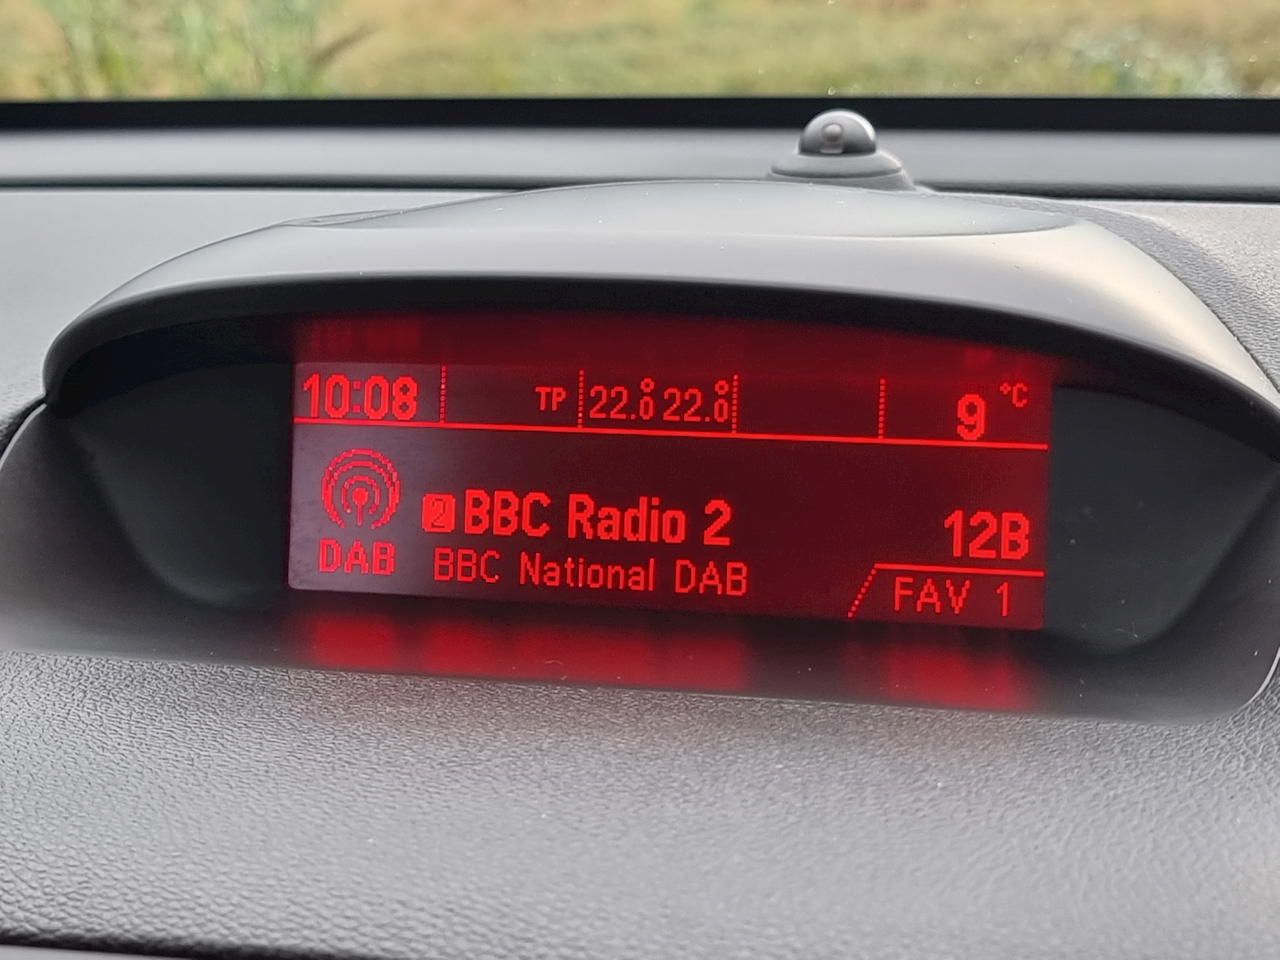 10:08 TP 22.0 22.0 9 °C
2 BBC Radio 2 12B
DAB BBC National DAB
FAV 1